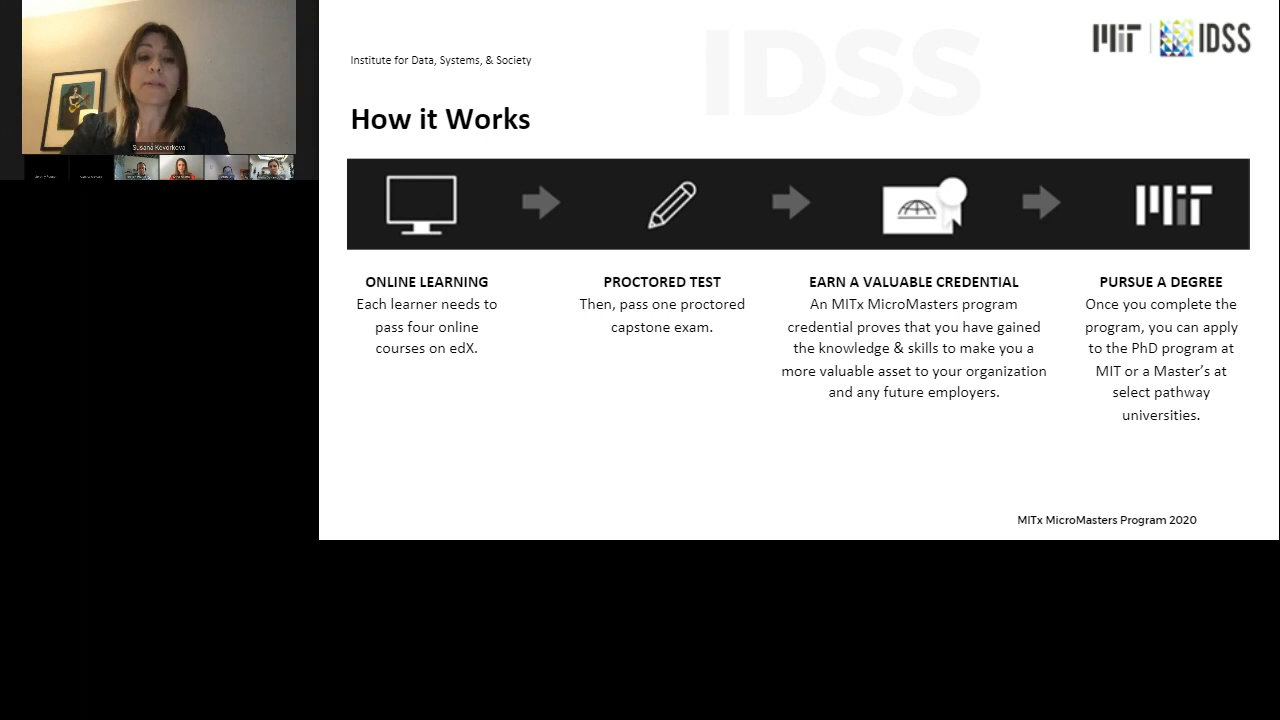 Institute for Data, Systems, & Society
IDSS
MIT
IDSS
How it Works
MIT
ONLINE LEARNING
Each learner needs to
pass four online
courses on edX.
PROCTORED TEST
Then, pass one proctored
capstone exam.
EARN A VALUABLE CREDENTIAL
An MITx MicroMasters program
credential proves that you have gained
the knowledge & skills to make you a
more valuable asset to your organization
and any future employers.
PURSUE A DEGREE
Once you complete the
program, you can apply
to the PhD program at
MIT or a Master’s at
select pathway
universities.
MITx MicroMasters Program 2020
Susana Kevorkova